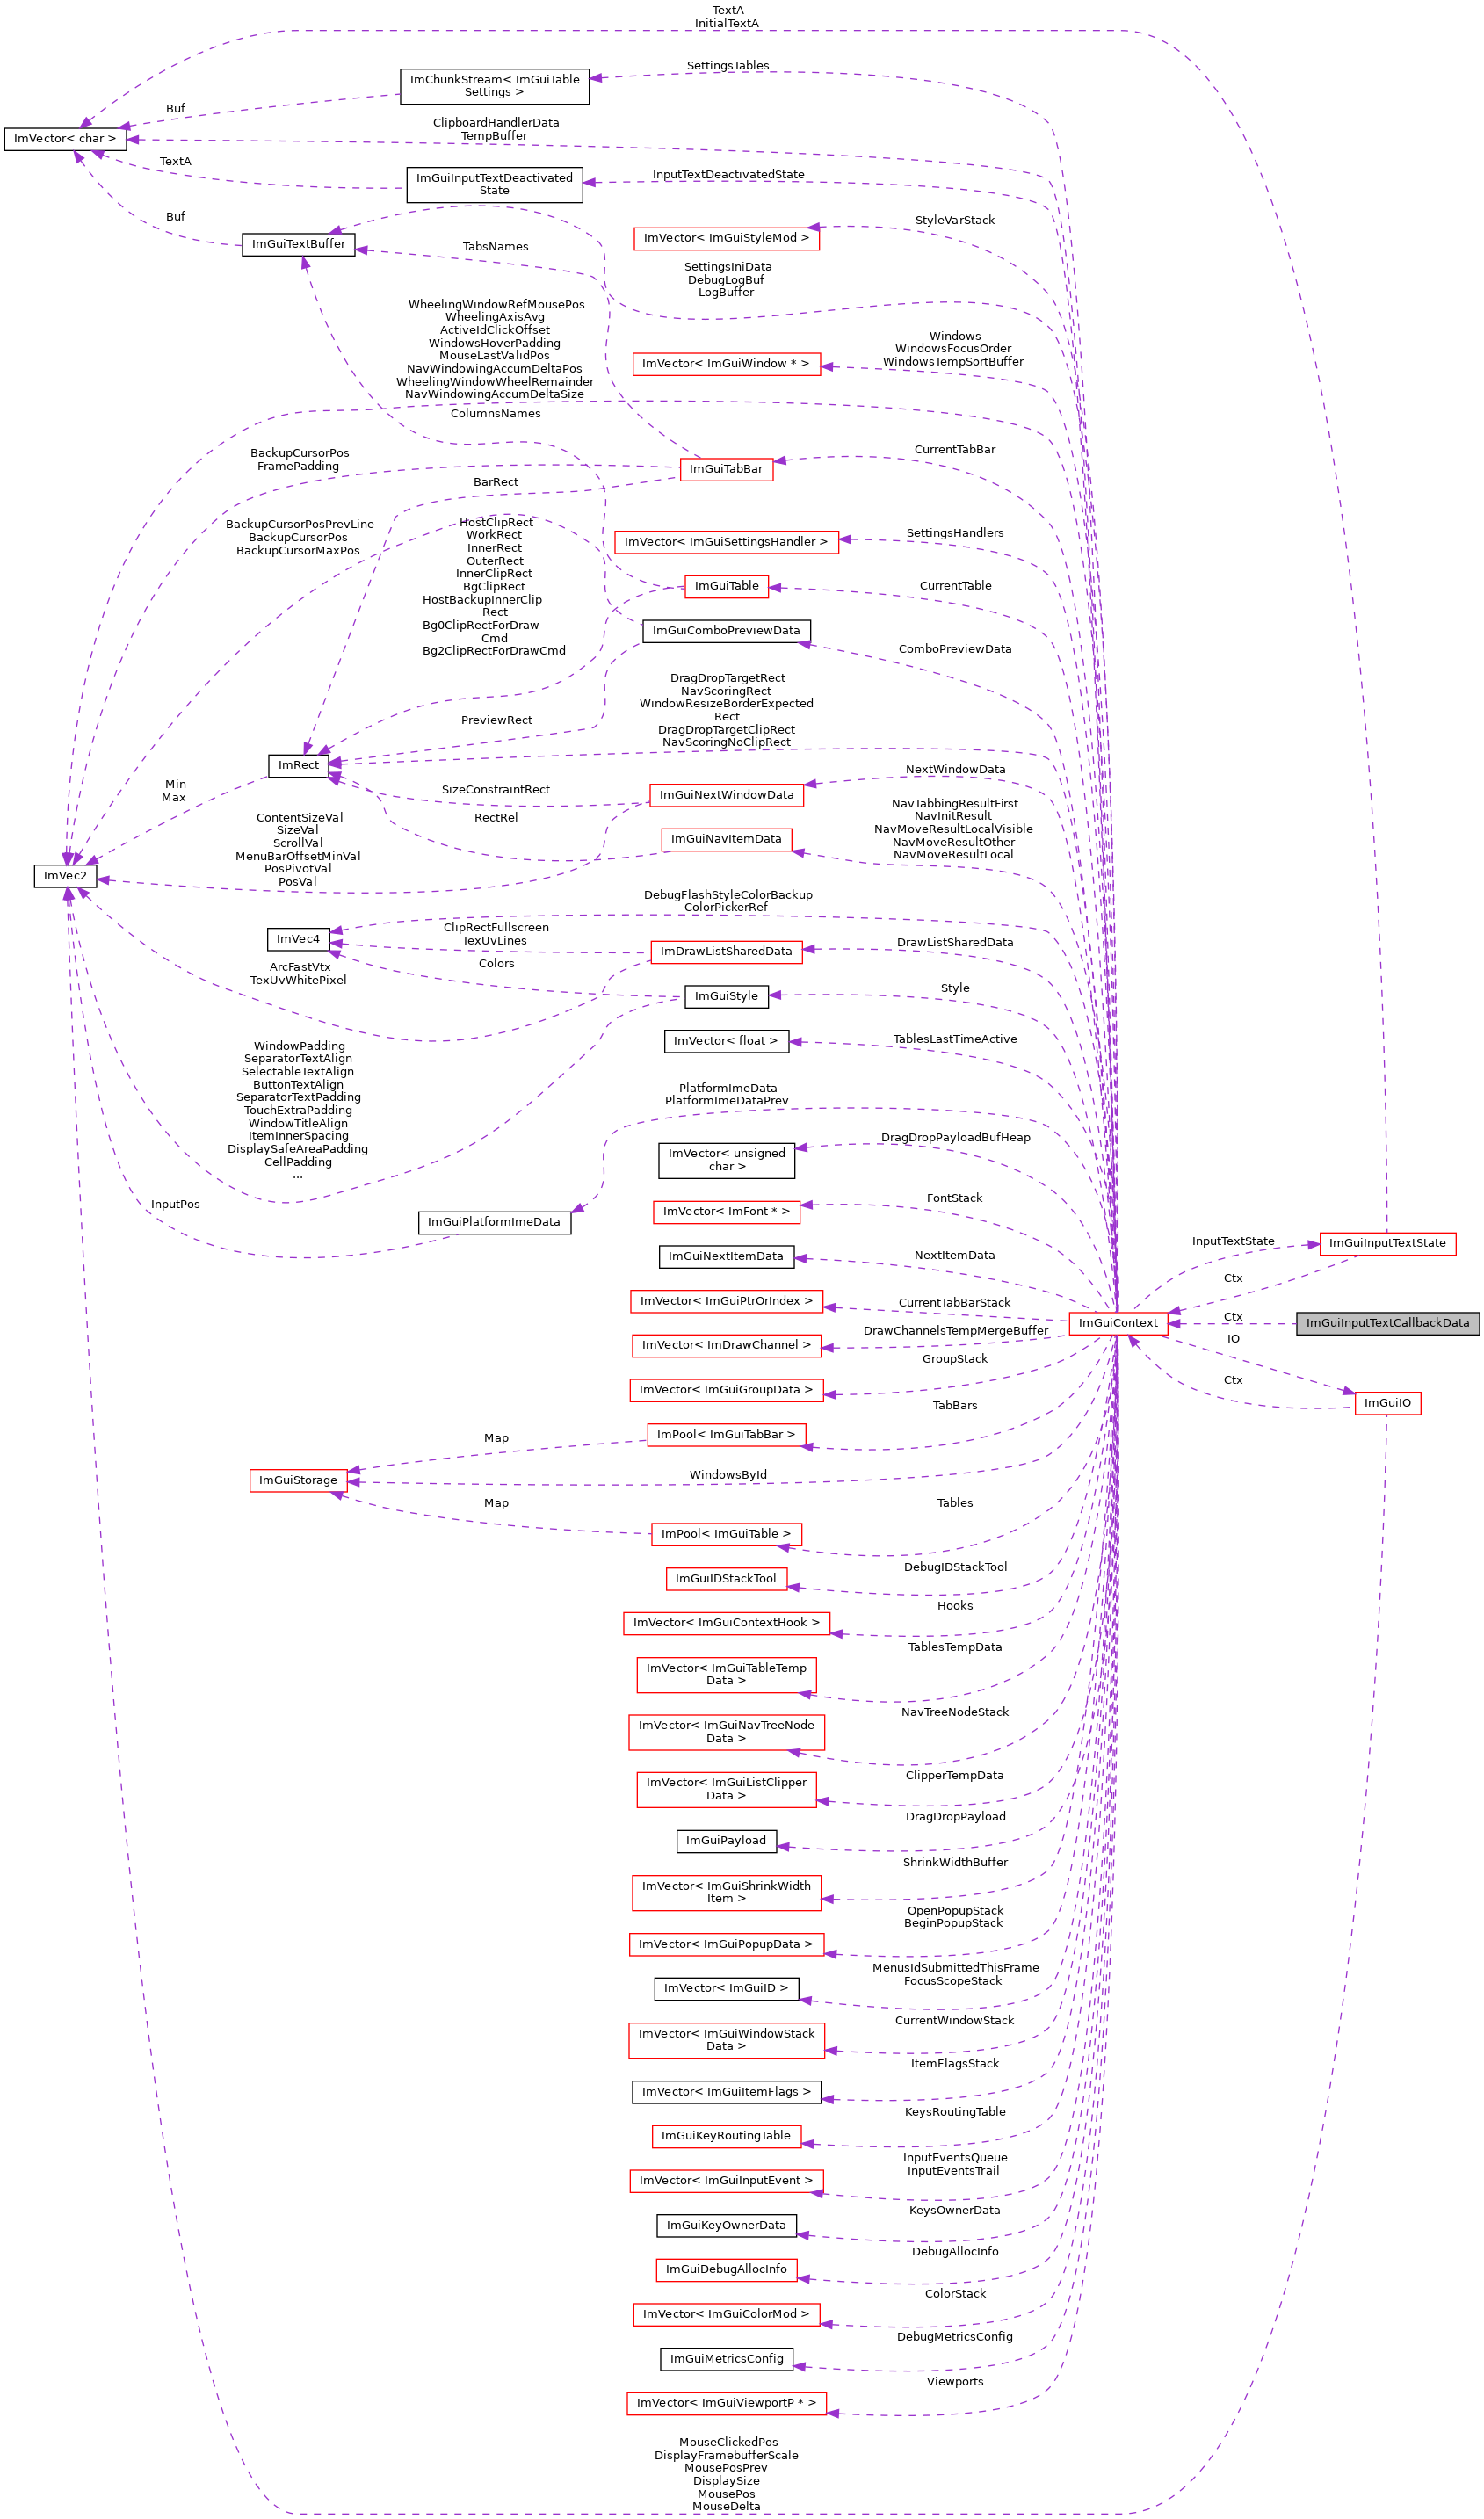 TextA
InitialTextA
SettingsTables
ImChunkStream< ImGuiTable
Settings >
Buf
ClipboardHandlerData
TempBuffer
ImVector< char >
TextA
InputTextDeactivatedState
ImGuiInputTextDeactivated
State
Buf
StyleVarStack
ImVector< ImGuiStyleMod >
ImGuiTextBuffer
TabsNames
SettingsIniData
DebugLogBuf
LogBuffer
WheelingWindowRefMousePos
WheelingAxisAvg
ActiveIdClickOffset
WindowsHoverPadding
MouseLastValidPos
NavWindowingAccumDeltaPos
WheelingWindowWheelRemainder
NavWindowingAccumDeltaSize
Windows
WindowsFocusOrder
WindowsTempSortBuffer
ImVector< ImGuiWindow * >
ColumnsNames
BackupCursorPos
FramePadding
CurrentTabBar
ImGuiTabBar
BarRect
BackupCursorPosPrevLine
BackupCursorPos
BackupCursorMaxPos
HostClipRect
WorkRect
InnerRect
OuterRect
InnerClipRect
BgClipRect
HostBackupInnerClip
Rect
Bg0ClipRectForDraw
Cmd
Bg2ClipRectForDrawCmd
SettingsHandlers
ImVector< ImGuiSettingsHandler >
CurrentTable
ImGuiTable
ImGuiComboPreviewData
ComboPreviewData
DragDropTargetRect
NavScoringRect
WindowResizeBorderExpected
Rect
DragDropTargetClipRect
NavScoringNoClipRect
PreviewRect
ImRect
Min
Max
NextWindowData
SizeConstraintRect
ImGuiNextWindowData
RectRel
NavTabbingResultFirst
NavInitResult
NavMoveResultLocalVisible
NavMoveResultOther
NavMoveResultLocal
ImGuiNavItemData
ContentSizeVal
SizeVal
ScrollVal
MenuBarOffsetMinVal
PosPivotVal
PosVal
ImVec2
DebugFlashStyleColorBackup
ColorPickerRef
ImVec4
ClipRectFullscreen
TexUvLines
ImDrawListSharedData
DrawListSharedData
Colors
ArcFastVtx
TexUvWhitePixel
ImGuiStyle
Style
ImVector< float >
TablesLastTimeActive
WindowPadding
SeparatorTextAlign
SelectableTextAlign
ButtonTextAlign
SeparatorTextPadding
TouchExtraPadding
WindowTitleAlign
ItemInnerSpacing
DisplaySafeAreaPadding
CellPadding
...
PlatformImeData
PlatformImeDataPrev
DragDropPayloadBufHeap
ImVector< unsigned
char >
InputPos
FontStack
ImVector< ImFont * >
ImGuiPlatformImeData
InputTextState
ImGuiInputTextState
NextItemData
ImGuiNextItemData
Ctx
CurrentTabBarStack
ImVector< ImGuiPtrOrIndex >
ImGuiContext
Ctx
ImGuiInputTextCallbackData
DrawChannelsTempMergeBuffer
IO
ImVector< ImDrawChannel >
GroupStack
Ctx
ImVector< ImGuiGroupData >
ImGuiIO
TabBars
ImPool< ImGuiTabBar >
Map
WindowsById
ImGuiStorage
Map
Tables
ImPool< ImGuiTable >
DebugIDStackTool
ImGuiIDStackTool
Hooks
ImVector< ImGuiContextHook >
TablesTempData
ImVector< ImGuiTableTemp
Data >
NavTreeNodeStack
ImVector< ImGuiNavTreeNode
Data >
ClipperTempData
ImVector< ImGuiListClipper
Data >
DragDropPayload
ImGuiPayload
ShrinkWidthBuffer
ImVector< ImGuiShrinkWidth
Item >
OpenPopupStack
BeginPopupStack
ImVector< ImGuiPopupData >
MenusIdSubmittedThisFrame
FocusScopeStack
ImVector< ImGuiID >
CurrentWindowStack
ImVector< ImGuiWindowStack
Data >
ItemFlagsStack
ImVector< ImGuiItemFlags >
KeysRoutingTable
ImGuiKeyRoutingTable
InputEventsQueue
InputEventsTrail
ImVector< ImGuiInputEvent >
KeysOwnerData
ImGuiKeyOwnerData
DebugAllocInfo
ImGuiDebugAllocInfo
ColorStack
ImVector< ImGuiColorMod >
DebugMetricsConfig
ImGuiMetricsConfig
Viewports
ImVector< ImGuiViewportP * >
MouseClickedPos
DisplayFramebufferScale
MousePosPrev
DisplaySize
MousePos
MouseDelta